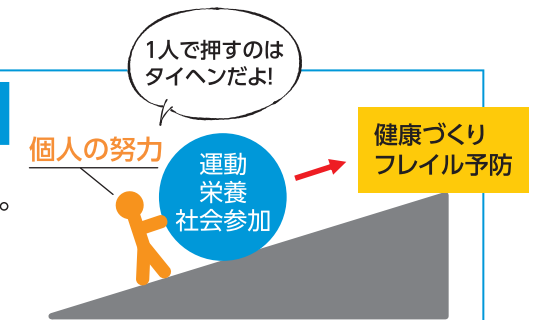 1人で押すのは
タイヘンだよ!
個人の努力
運動
栄養
社会参加
健康づくり
フレイル予防
。